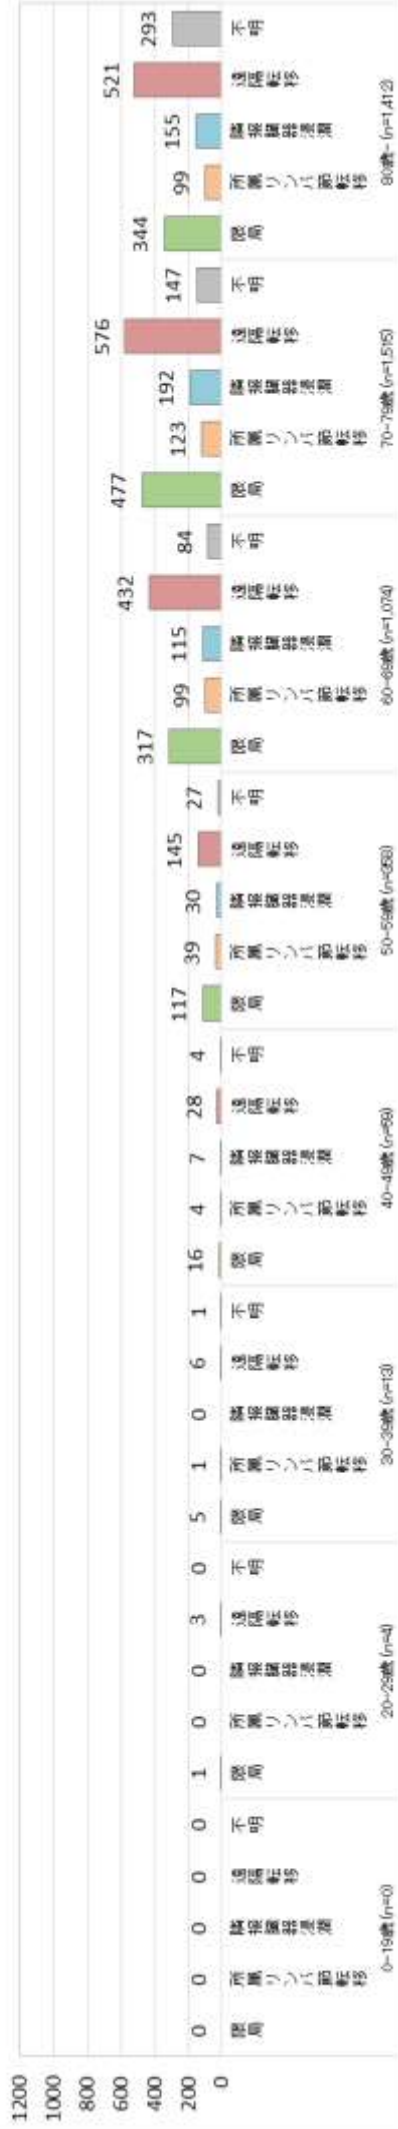 1200
1000
800
600
400
200
0
0 0 0 0 0
限局 所属リンパ節転移 隣接臓器浸潤 遠隔転移 不明
0-19歳 (n=0)
1 0 0 3 0
限局 所属リンパ節転移 隣接臓器浸潤 遠隔転移 不明
20-29歳 (n=4)
5 1 0 6 1
限局 所属リンパ節転移 隣接臓器浸潤 遠隔転移 不明
30-39歳 (n=13)
16 4 7 28 4
限局 所属リンパ節転移 隣接臓器浸潤 遠隔転移 不明
40-49歳 (n=59)
117 39 30 145 27
限局 所属リンパ節転移 隣接臓器浸潤 遠隔転移 不明
50-59歳 (n=358)
317 99 115 432 84
限局 所属リンパ節転移 隣接臓器浸潤 遠隔転移 不明
60-69歳 (n=1,074)
477 123 192 576 147
限局 所属リンパ節転移 隣接臓器浸潤 遠隔転移 不明
70-79歳 (n=1,515)
344 99 155 521 293
限局 所属リンパ節転移 隣接臓器浸潤 遠隔転移 不明
80歳- (n=1,412)